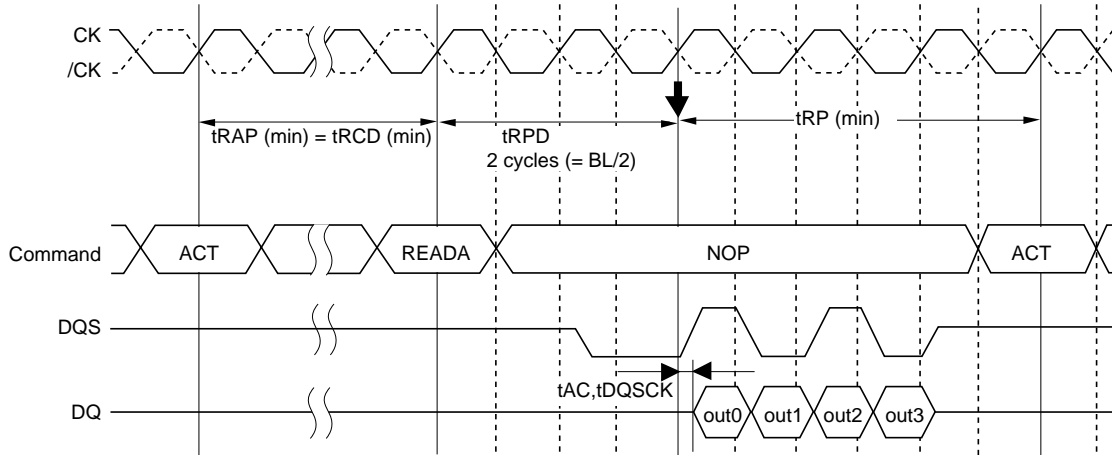 CK
/CK
tRAP (min) = tRCD (min)
tRPD
2 cycles (= BL/2)
tRP (min)
Command
ACT
READA
NOP
ACT
DQS
tAC,tDQSCK
DQ
out0
out1
out2
out3